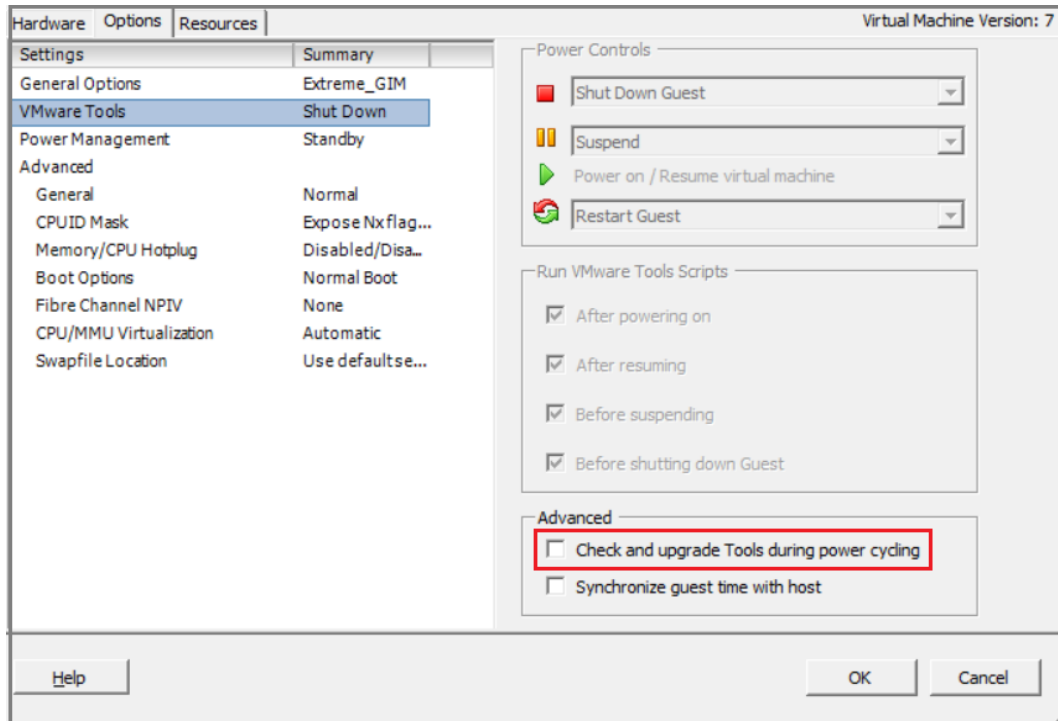 Hardware Options Resources Virtual Machine Version: 7
Settings Summary
General Options Extreme_GIM
VMware Tools Shut Down
Power Management Standby
Advanced
General Normal
CPUID Mask Expose Nx flag...
Memory/CPU Hotplug Disabled/Disa...
Boot Options Normal Boot
Fibre Channel NPIV None
CPU/MMU Virtualization Automatic
Swapfile Location Use default se...
Power Controls
Shut Down Guest
Suspend
Power on / Resume virtual machine
Restart Guest
Run VMware Tools Scripts
After powering on
After resuming
Before suspending
Before shutting down Guest
Advanced
Check and upgrade Tools during power cycling
Synchronize guest time with host
Help OK Cancel